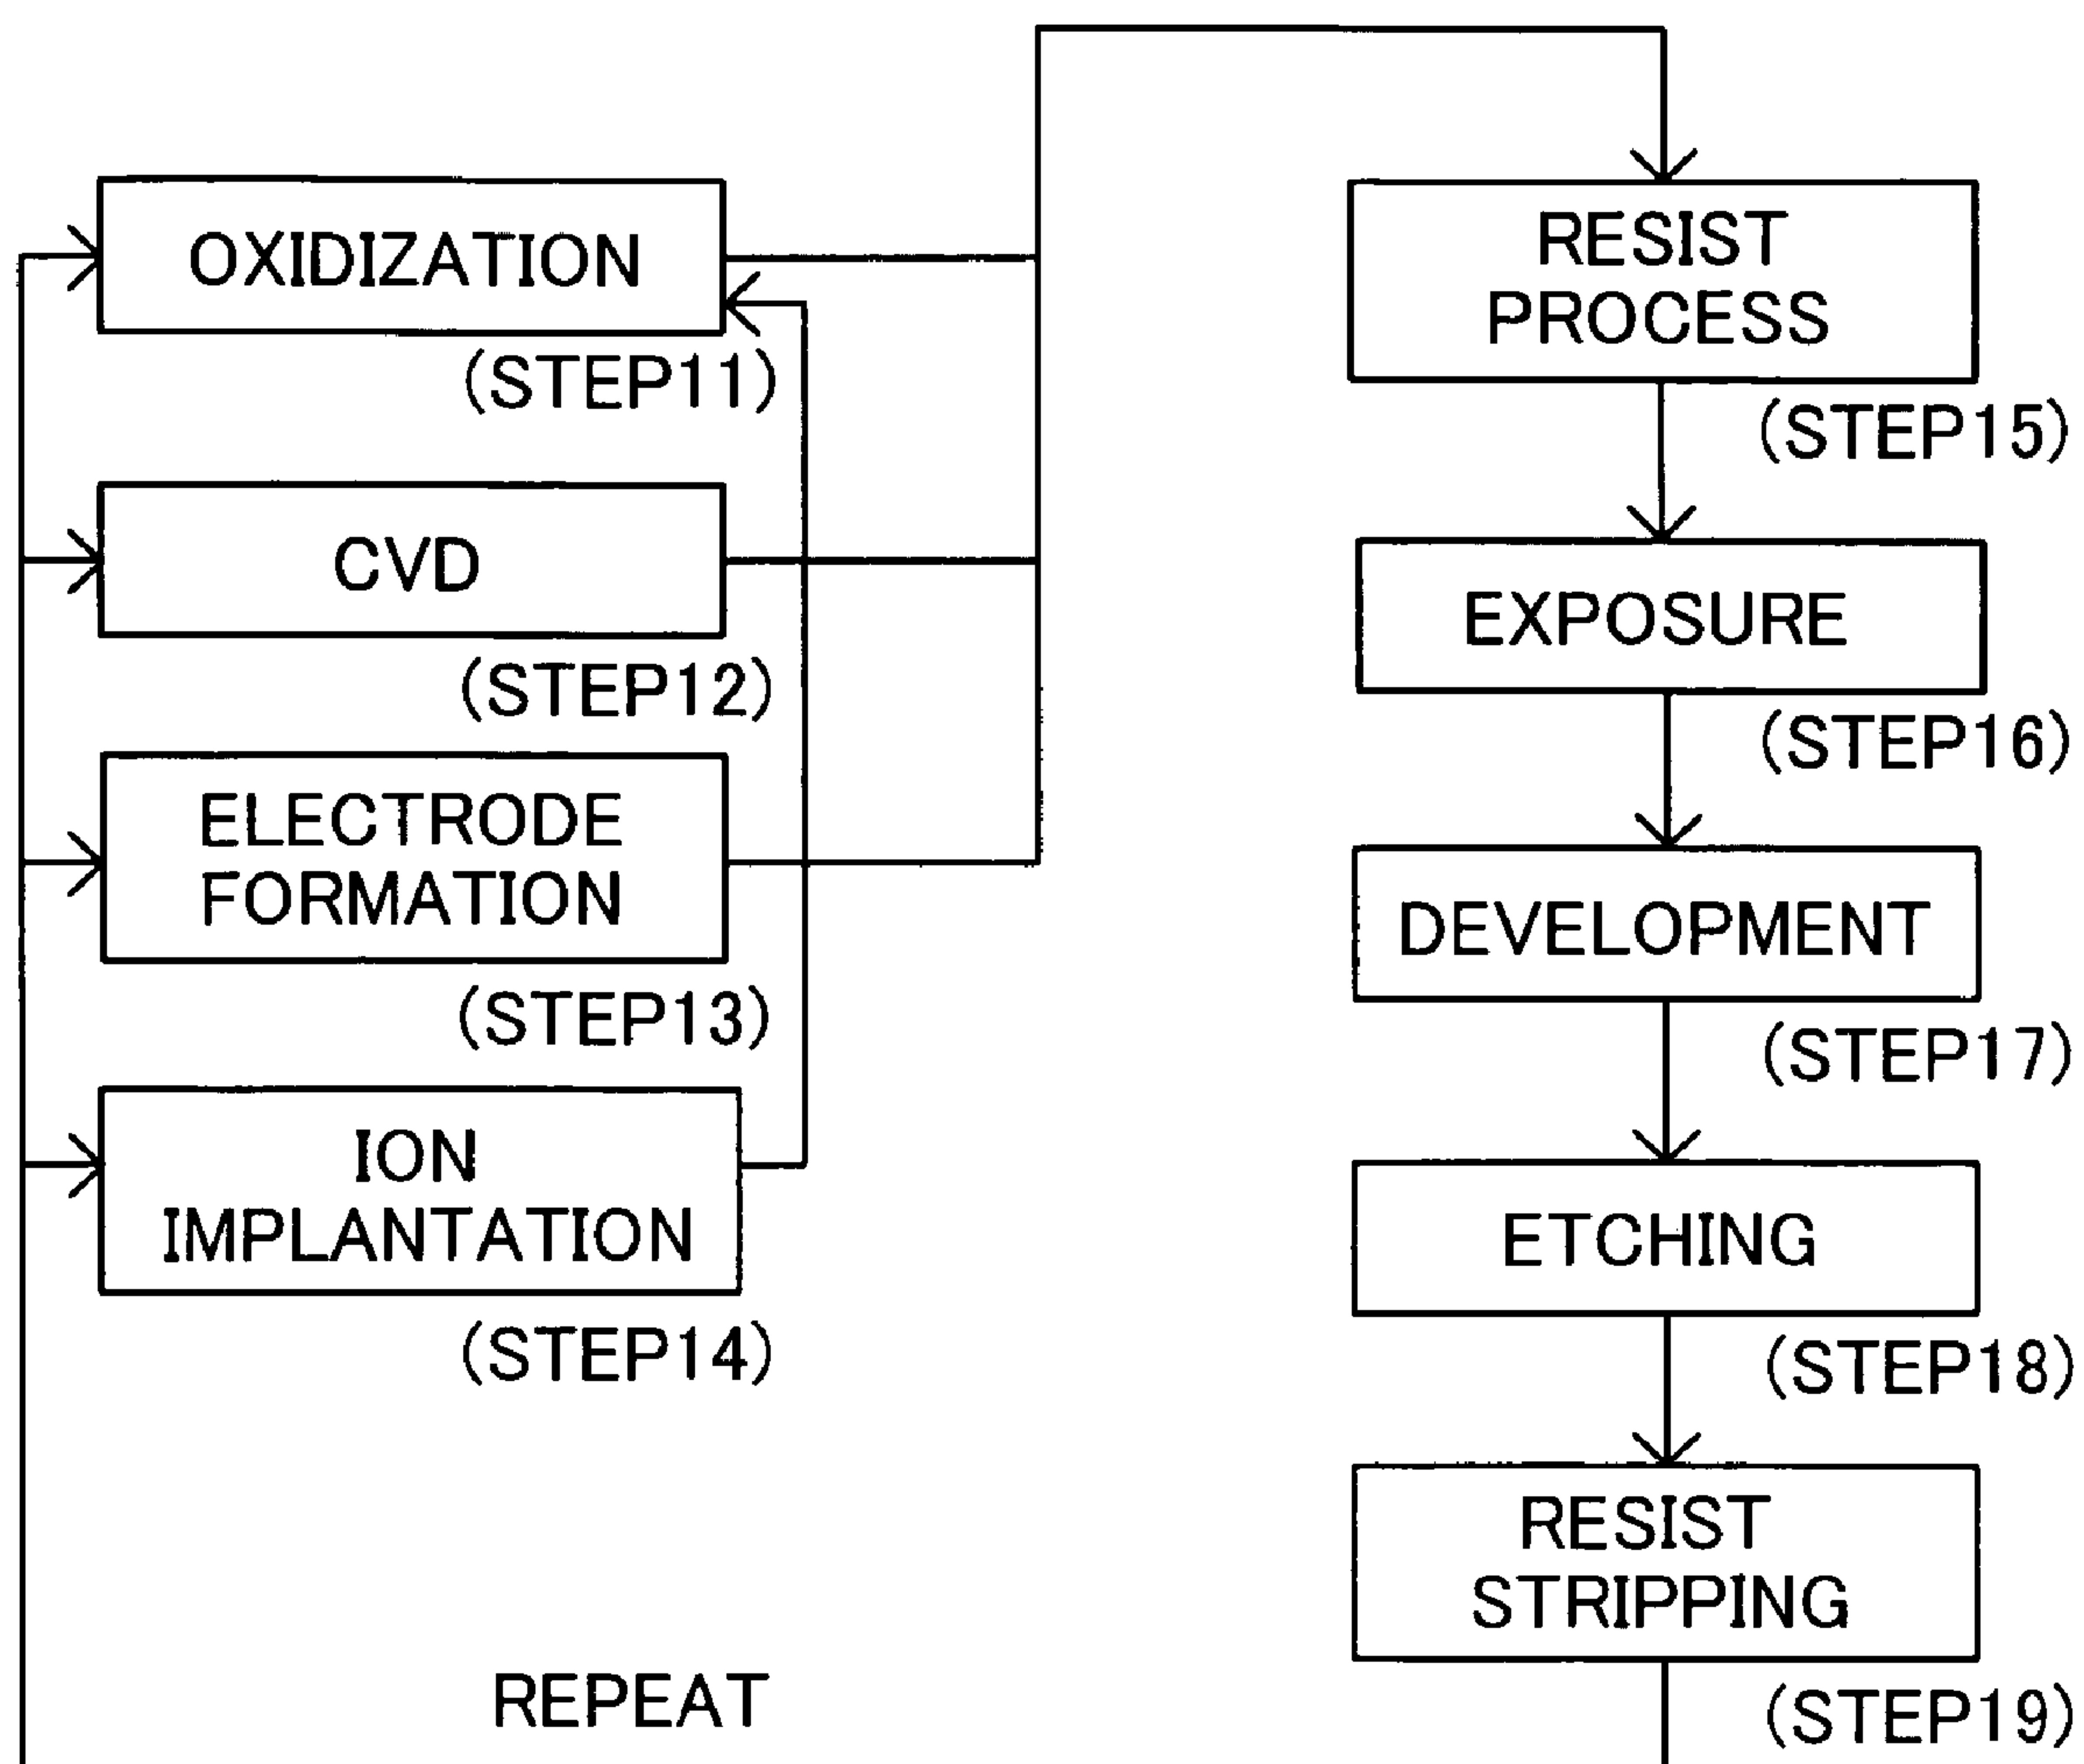 OXIDIZATION
(STEP11)
CVD
(STEP12)
ELECTRODE
FORMATION
(STEP13)
ION
IMPLANTATION
(STEP14)
REPEAT
RESIST
PROCESS
(STEP15)
EXPOSURE
(STEP16)
DEVELOPMENT
(STEP17)
ETCHING
(STEP18)
RESIST
STRIPPING
(STEP19)